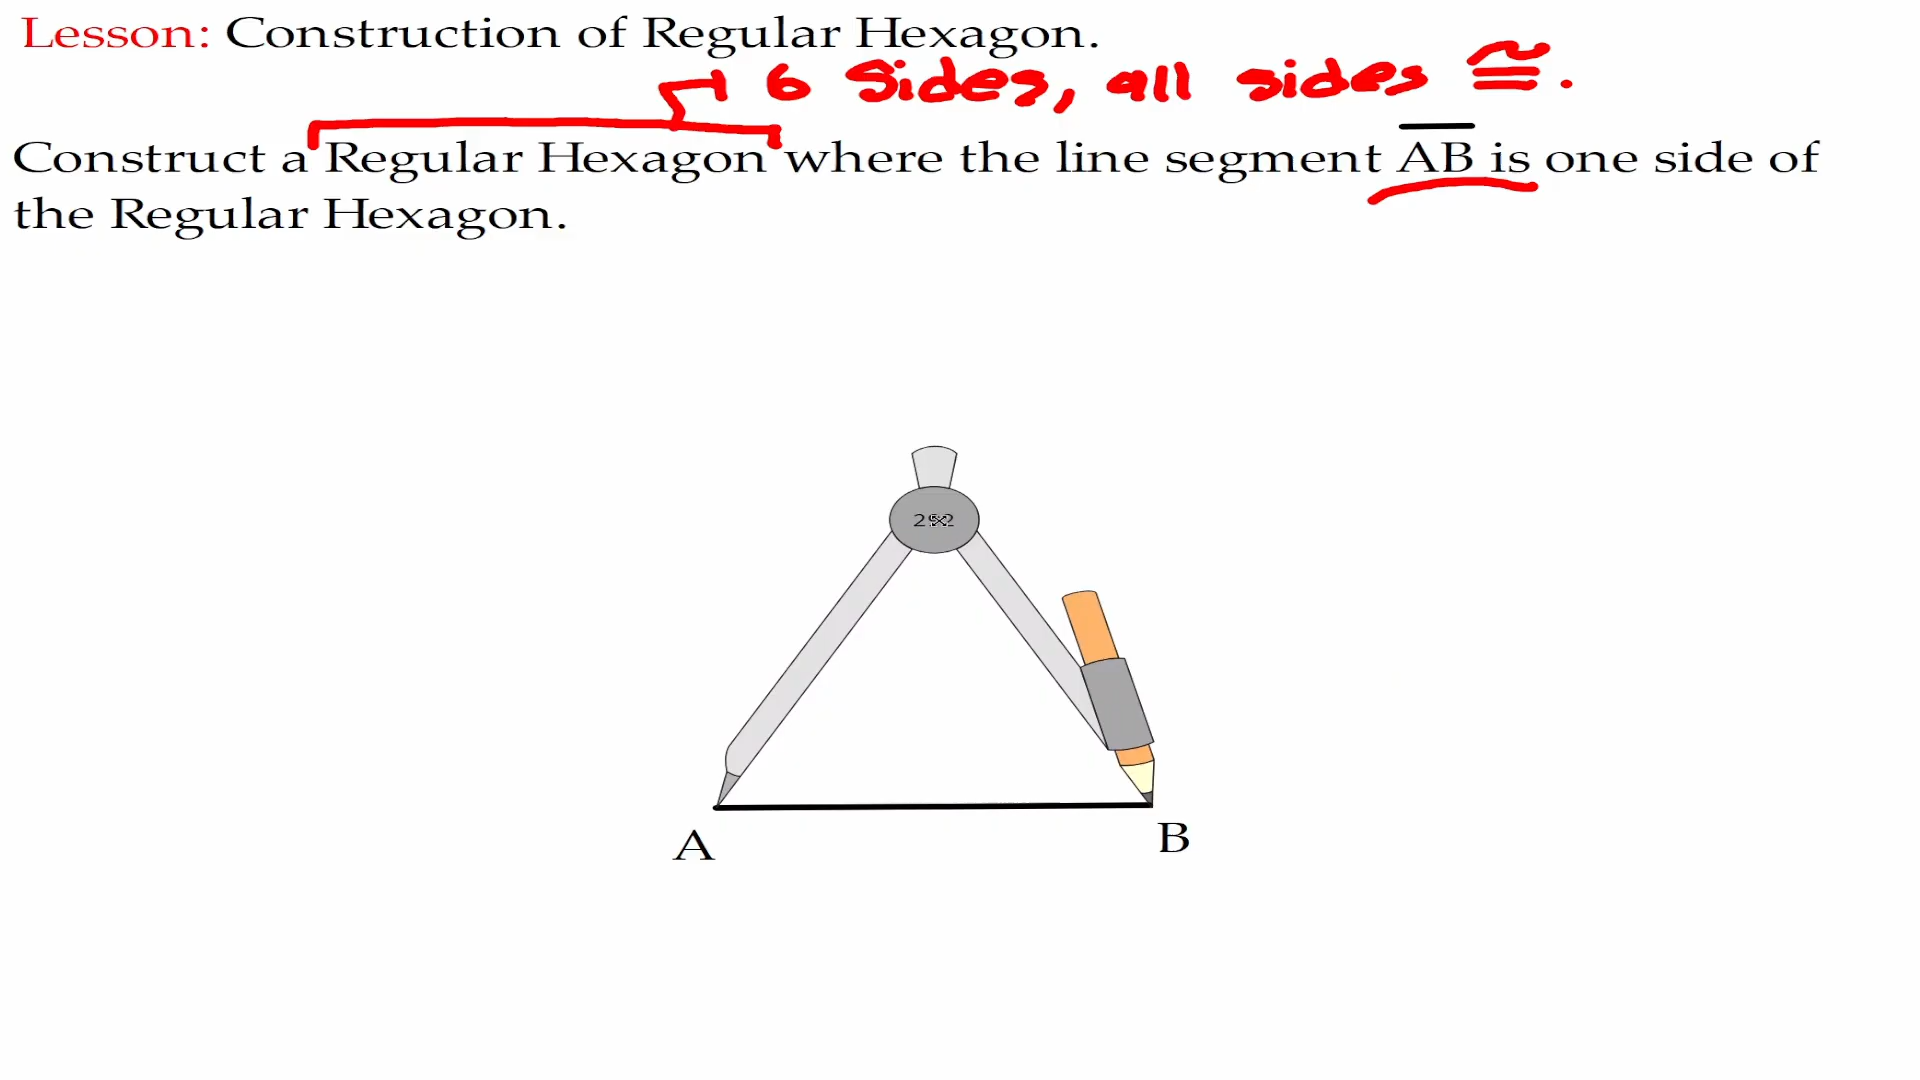 Lesson: Construction of Regular Hexagon.
6 sides, all sides ≅.
Construct a Regular Hexagon where the line segment AB is one side of
the Regular Hexagon.
A
B